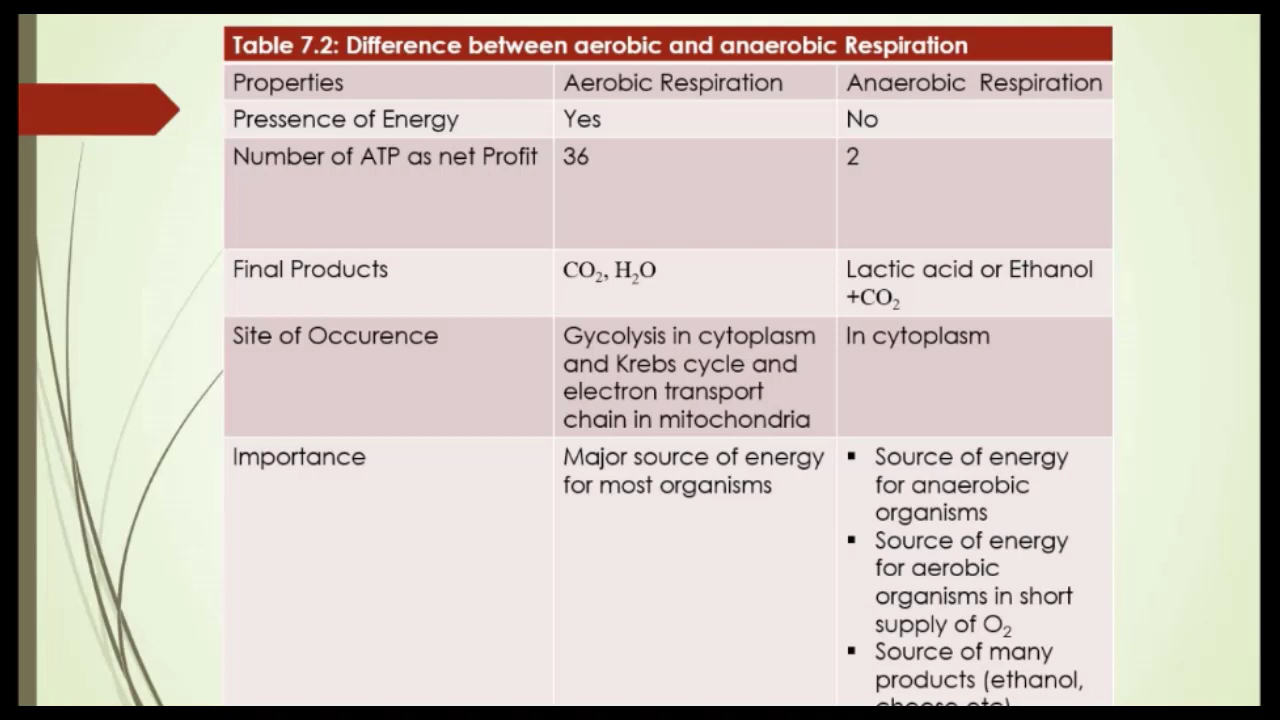 Table 7.2: Difference between aerobic and anaerobic Respiration
Properties
Aerobic Respiration
Anaerobic Respiration
Pressence of Energy
Yes
No
Number of ATP as net Profit
36
2
Final Products
CO₂, H₂O
Lactic acid or Ethanol
+CO₂
Site of Occurence
Gycolysis in cytoplasm
and Krebs cycle and
electron transport
chain in mitochondria
In cytoplasm
Importance
Major source of energy
for most organisms
▪ Source of energy
for anaerobic
organisms
▪ Source of energy
for aerobic
organisms in short
supply of O₂
▪ Source of many
products (ethanol,